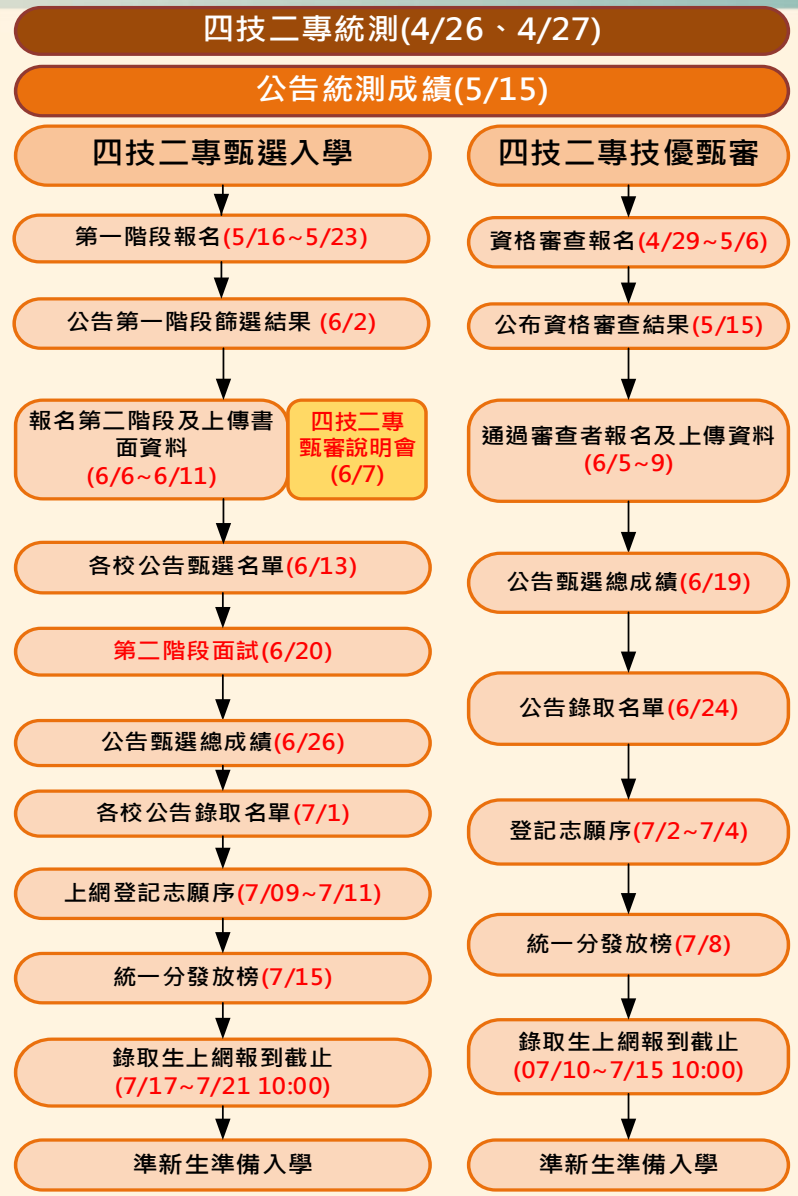 四技二專統測(4/26、4/27)
公告統測成績(5/15)
四技二專甄選入學
第一階段報名(5/16~5/23)
公告第一階段篩選結果 (6/2)
報名第二階段及上傳書
面資料
(6/6~6/11)
四技二專
甄審說明會
(6/7)
各校公告甄選名單(6/13)
第二階段面試(6/20)
公告甄選總成績(6/26)
各校公告錄取名單(7/1)
上網登記志願序(7/09~7/11)
統一分發放榜(7/15)
錄取生上網報到截止
(7/17~7/21 10:00)
準新生準備入學
四技二專技優甄審
資格審查報名(4/29~5/6)
公布資格審查結果(5/15)
通過審查者報名及上傳資料
(6/5~9)
公告甄選總成績(6/19)
公告錄取名單(6/24)
登記志願序(7/2~7/4)
統一分發放榜(7/8)
錄取生上網報到截止
(07/10~7/15 10:00)
準新生準備入學